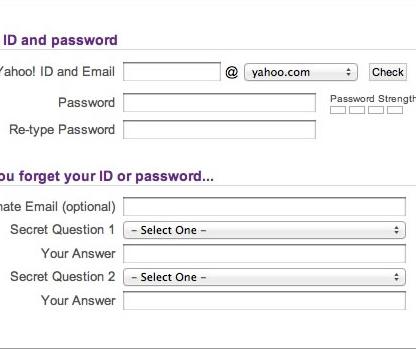 ID and password
Yahoo! ID and Email @ yahoo.com Check
Password Password Strength
Re-type Password
ou forget your ID or password...
nate Email (optional)
Secret Question 1 – Select One –
Your Answer
Secret Question 2 – Select One –
Your Answer